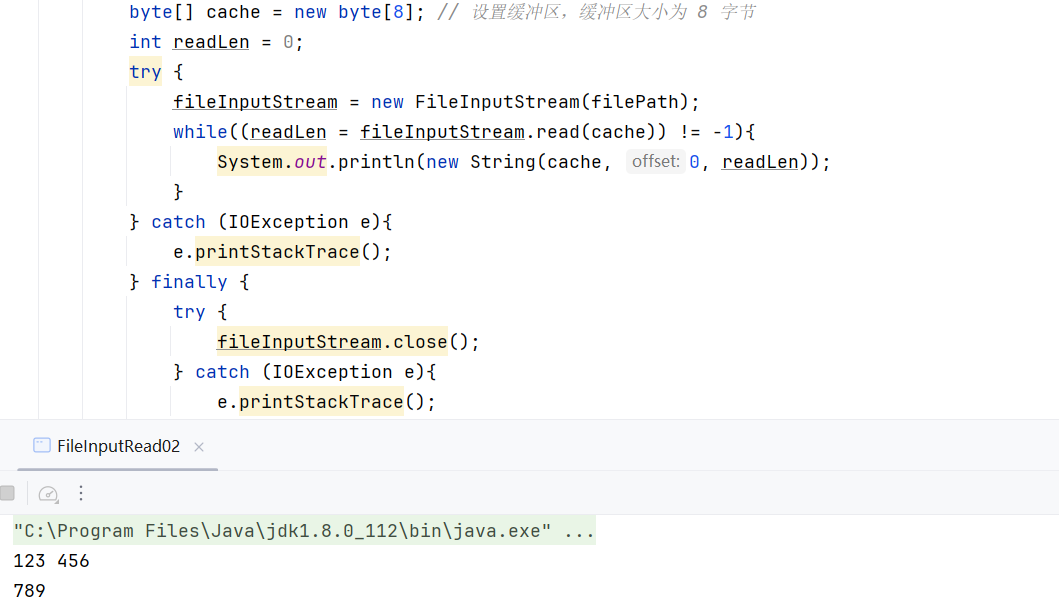 byte[] cache = new byte[8]; // 设置缓冲区，缓冲区大小为 8 字节
int readLen = 0;
try {
fileInputStream = new FileInputStream(filePath);
while((readLen = fileInputStream.read(cache)) != -1){
System.out.println(new String(cache, offset: 0, readLen));
}
} catch (IOException e){
e.printStackTrace();
} finally {
try {
fileInputStream.close();
} catch (IOException e){
e.printStackTrace();
FileInputRead02
"C:\Program Files\Java\jdk1.8.0_112\bin\java.exe" ...
123 456
789